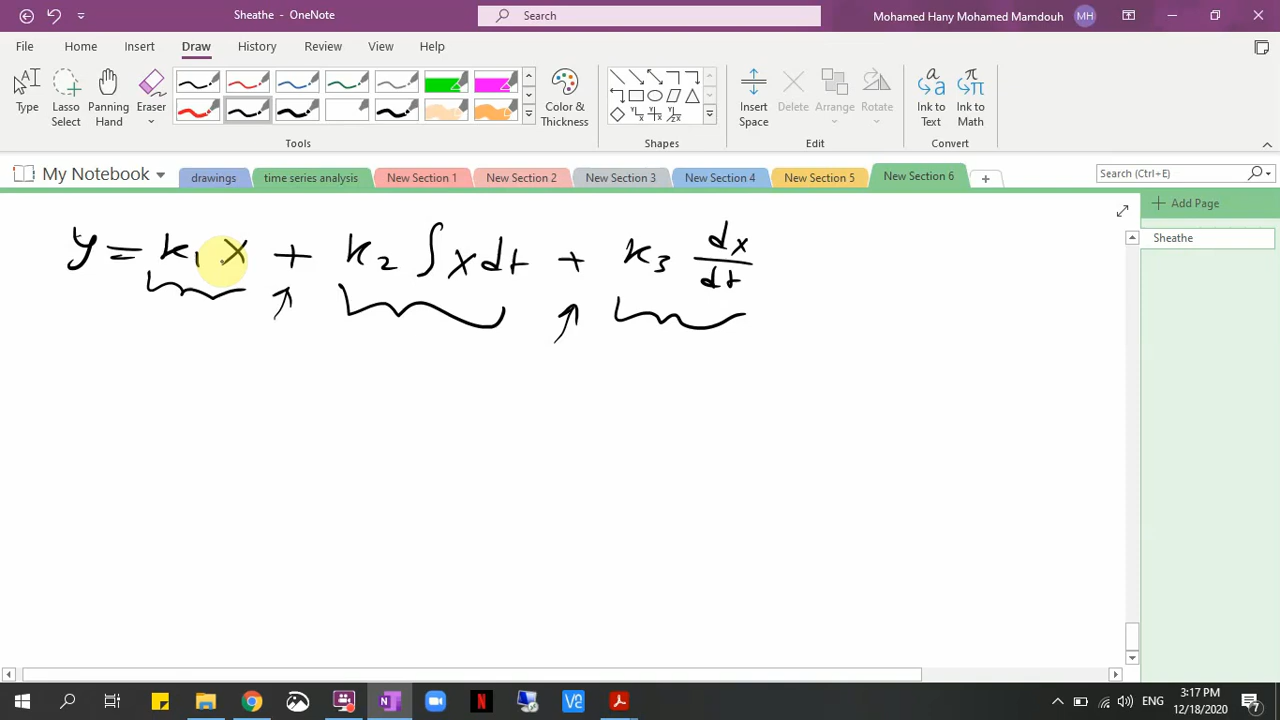 Sheathe - OneNote
Search
Mohamed Hany Mohamed Mamdouh
MH
File Home Insert Draw History Review View Help
Type
Lasso Select
Panning Hand
Eraser
Color & Thickness
Insert Space
Delete
Arrange
Rotate
Ink to Text
Ink to Math
Tools
Shapes
Edit
Convert
My Notebook
drawings
time series analysis
New Section 1
New Section 2
New Section 3
New Section 4
New Section 5
New Section 6
Search (Ctrl+E)
Add Page
Sheathe
y = k₁ x + k₂ ∫ x dt + k₃ dx/dt
ENG
3:17 PM
12/18/2020
7